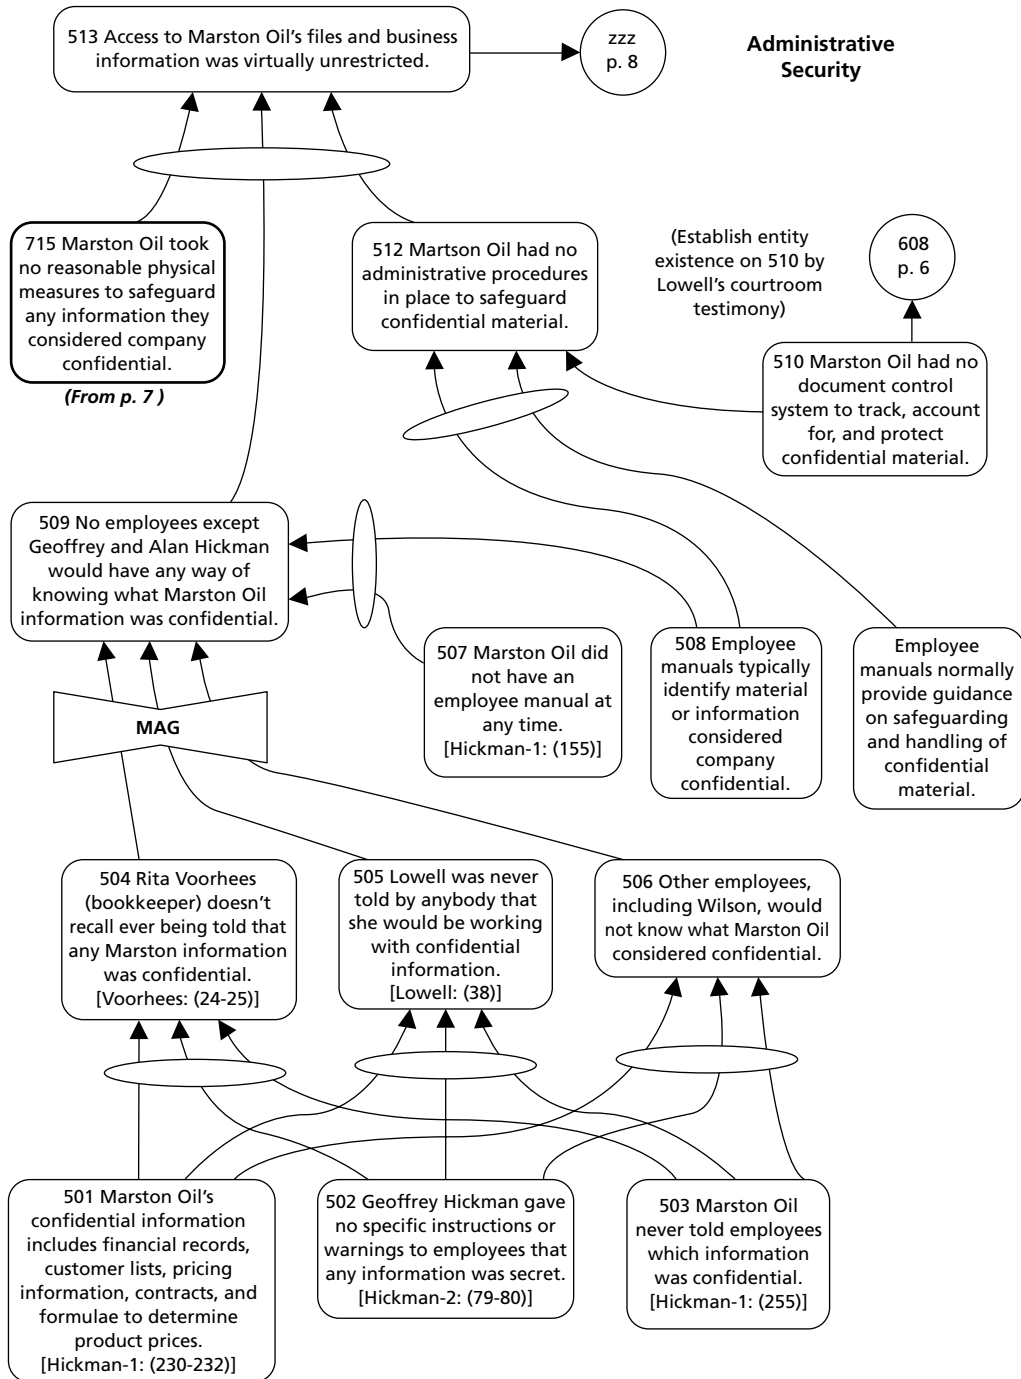 513 Access to Marston Oil’s files and business
information was virtually unrestricted.
zzz
p. 8
Administrative
Security
715 Marston Oil took
no reasonable physical
measures to safeguard
any information they
considered company
confidential.
(From p. 7 )
512 Martson Oil had no
administrative procedures
in place to safeguard
confidential material.
(Establish entity
existence on 510 by
Lowell’s courtroom
testimony)
608
p. 6
510 Marston Oil had no
document control
system to track, account
for, and protect
confidential material.
509 No employees except
Geoffrey and Alan Hickman
would have any way of
knowing what Marston Oil
information was confidential.
507 Marston Oil did
not have an
employee manual at
any time.
[Hickman-1: (155)]
508 Employee
manuals typically
identify material
or information
considered
company
confidential.
Employee
manuals normally
provide guidance
on safeguarding
and handling of
confidential
material.
MAG
504 Rita Voorhees
(bookkeeper) doesn’t
recall ever being told that
any Marston information
was confidential.
[Voorhees: (24-25)]
505 Lowell was never
told by anybody that
she would be working
with confidential
information.
[Lowell: (38)]
506 Other employees,
including Wilson, would
not know what Marston Oil
considered confidential.
501 Marston Oil’s
confidential information
includes financial records,
customer lists, pricing
information, contracts, and
formulae to determine
product prices.
[Hickman-1: (230-232)]
502 Geoffrey Hickman gave
no specific instructions or
warnings to employees that
any information was secret.
[Hickman-2: (79-80)]
503 Marston Oil
never told employees
which information
was confidential.
[Hickman-1: (255)]